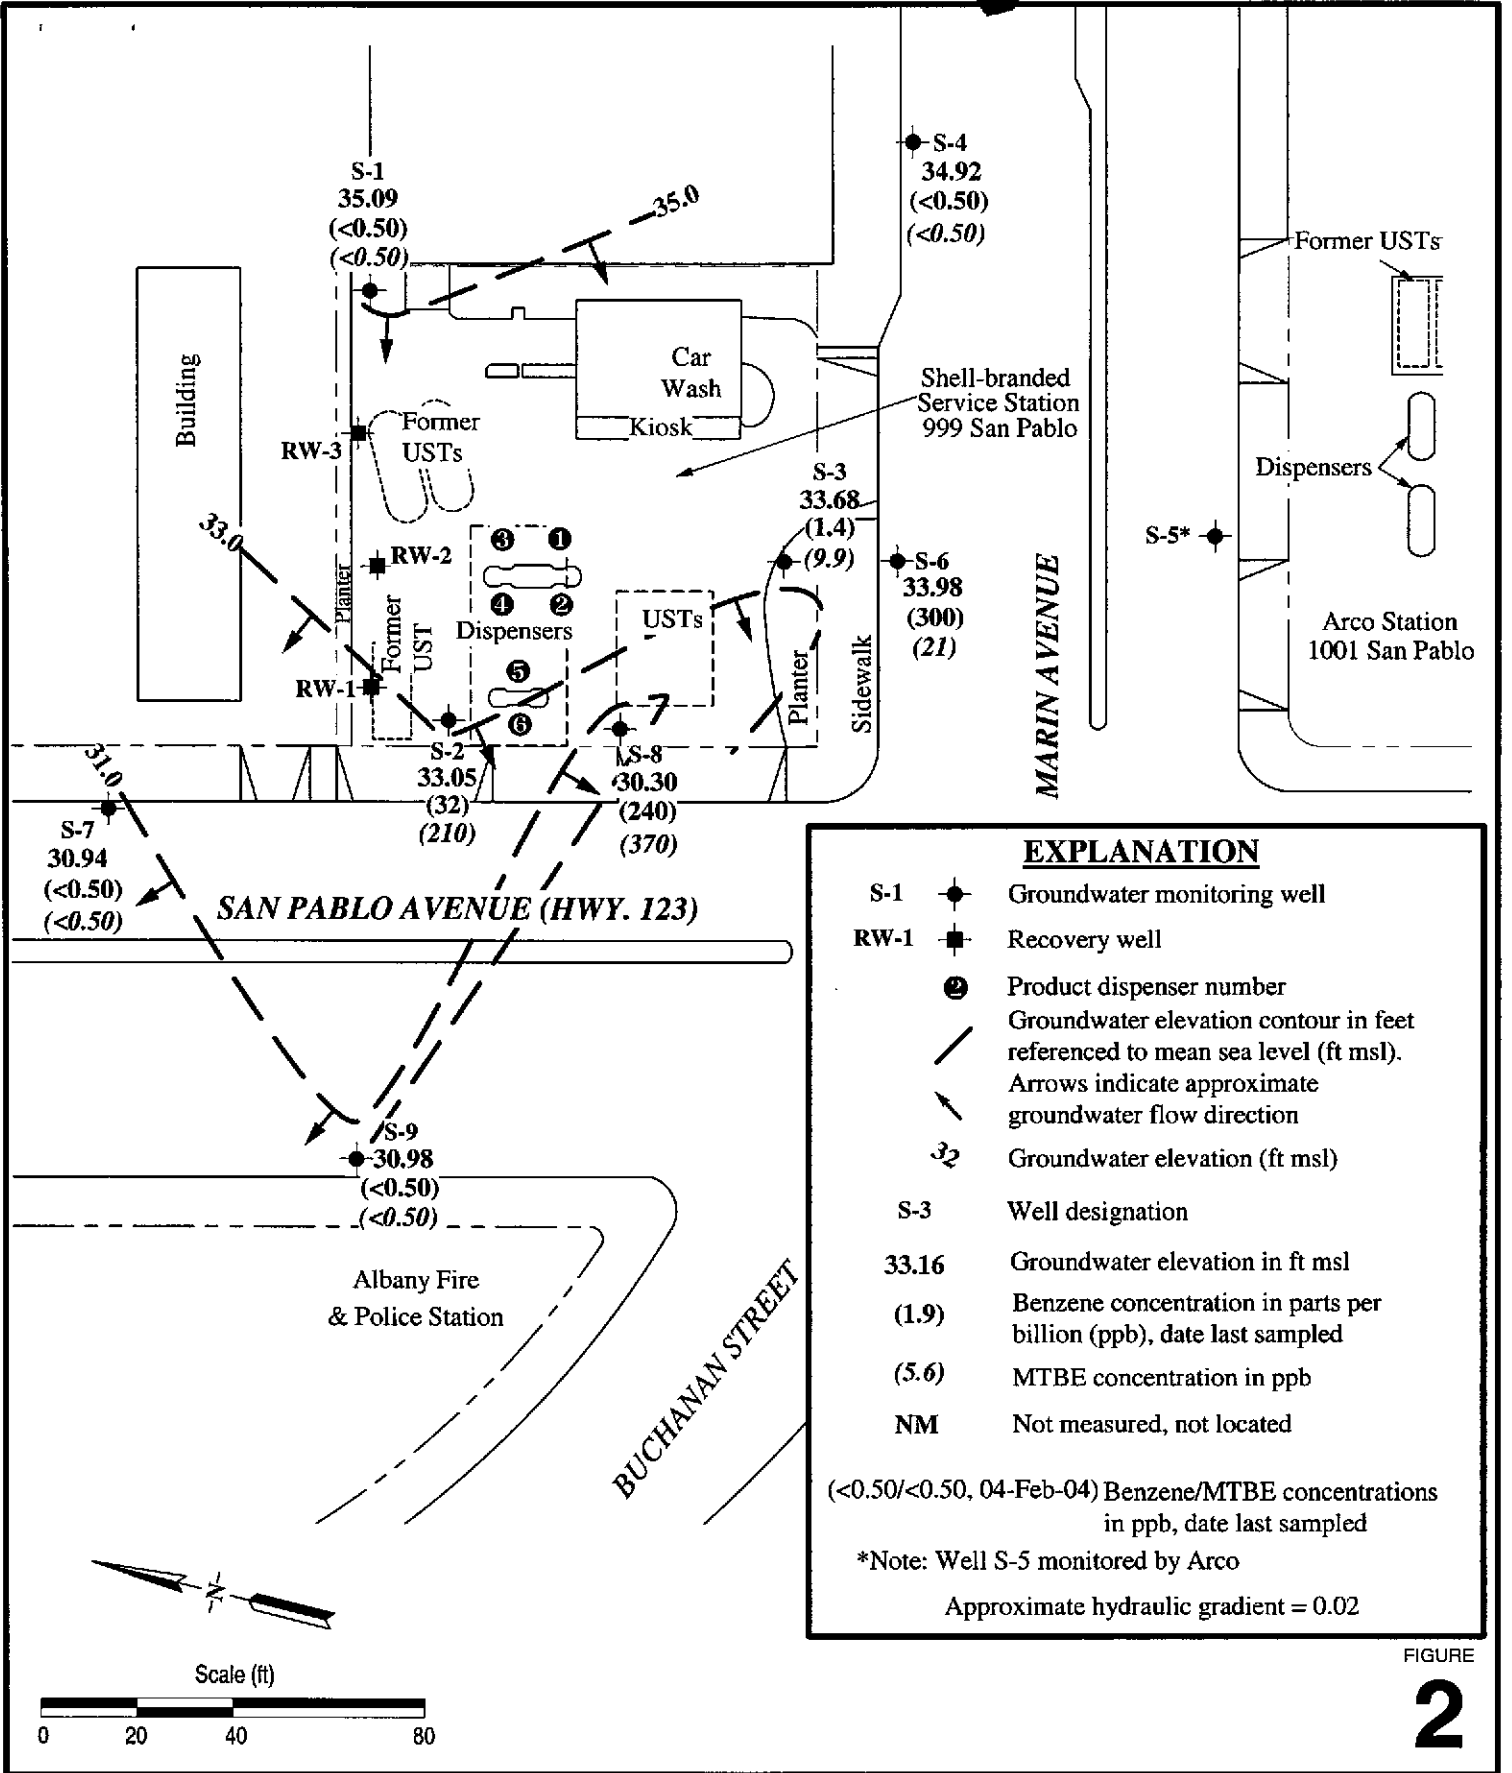 S-1
35.09
(<0.50)
(<0.50)
35.0
S-4
34.92
(<0.50)
(<0.50)
Former USTs
Building
Car
Wash
Kiosk
Shell-branded
Service Station
999 San Pablo
RW-3
Former
USTs
Dispensers
S-3
33.68
(1.4)
(9.9)
S-5*
33.0
RW-2
3
1
4
2
Dispensers
Planter
Former
UST
USTs
S-6
33.98
(300)
(21)
MARIN AVENUE
Arco Station
1001 San Pablo
RW-1
5
6
Planter
Sidewalk
S-2
33.05
(32)
(210)
S-8
30.30
(240)
(370)
31.0
S-7
30.94
(<0.50)
(<0.50)
SAN PABLO AVENUE (HWY. 123)
S-9
30.98
(<0.50)
(<0.50)
Albany Fire
& Police Station
BUCHANAN STREET
EXPLANATION
S-1 Groundwater monitoring well
RW-1 Recovery well
2 Product dispenser number
Groundwater elevation contour in feet
referenced to mean sea level (ft msl).
Arrows indicate approximate
groundwater flow direction
32 Groundwater elevation (ft msl)
S-3 Well designation
33.16 Groundwater elevation in ft msl
(1.9) Benzene concentration in parts per
billion (ppb), date last sampled
(5.6) MTBE concentration in ppb
NM Not measured, not located
(<0.50/<0.50, 04-Feb-04) Benzene/MTBE concentrations
in ppb, date last sampled
*Note: Well S-5 monitored by Arco
Approximate hydraulic gradient = 0.02
-N-
Scale (ft)
0 20 40 80
FIGURE
2